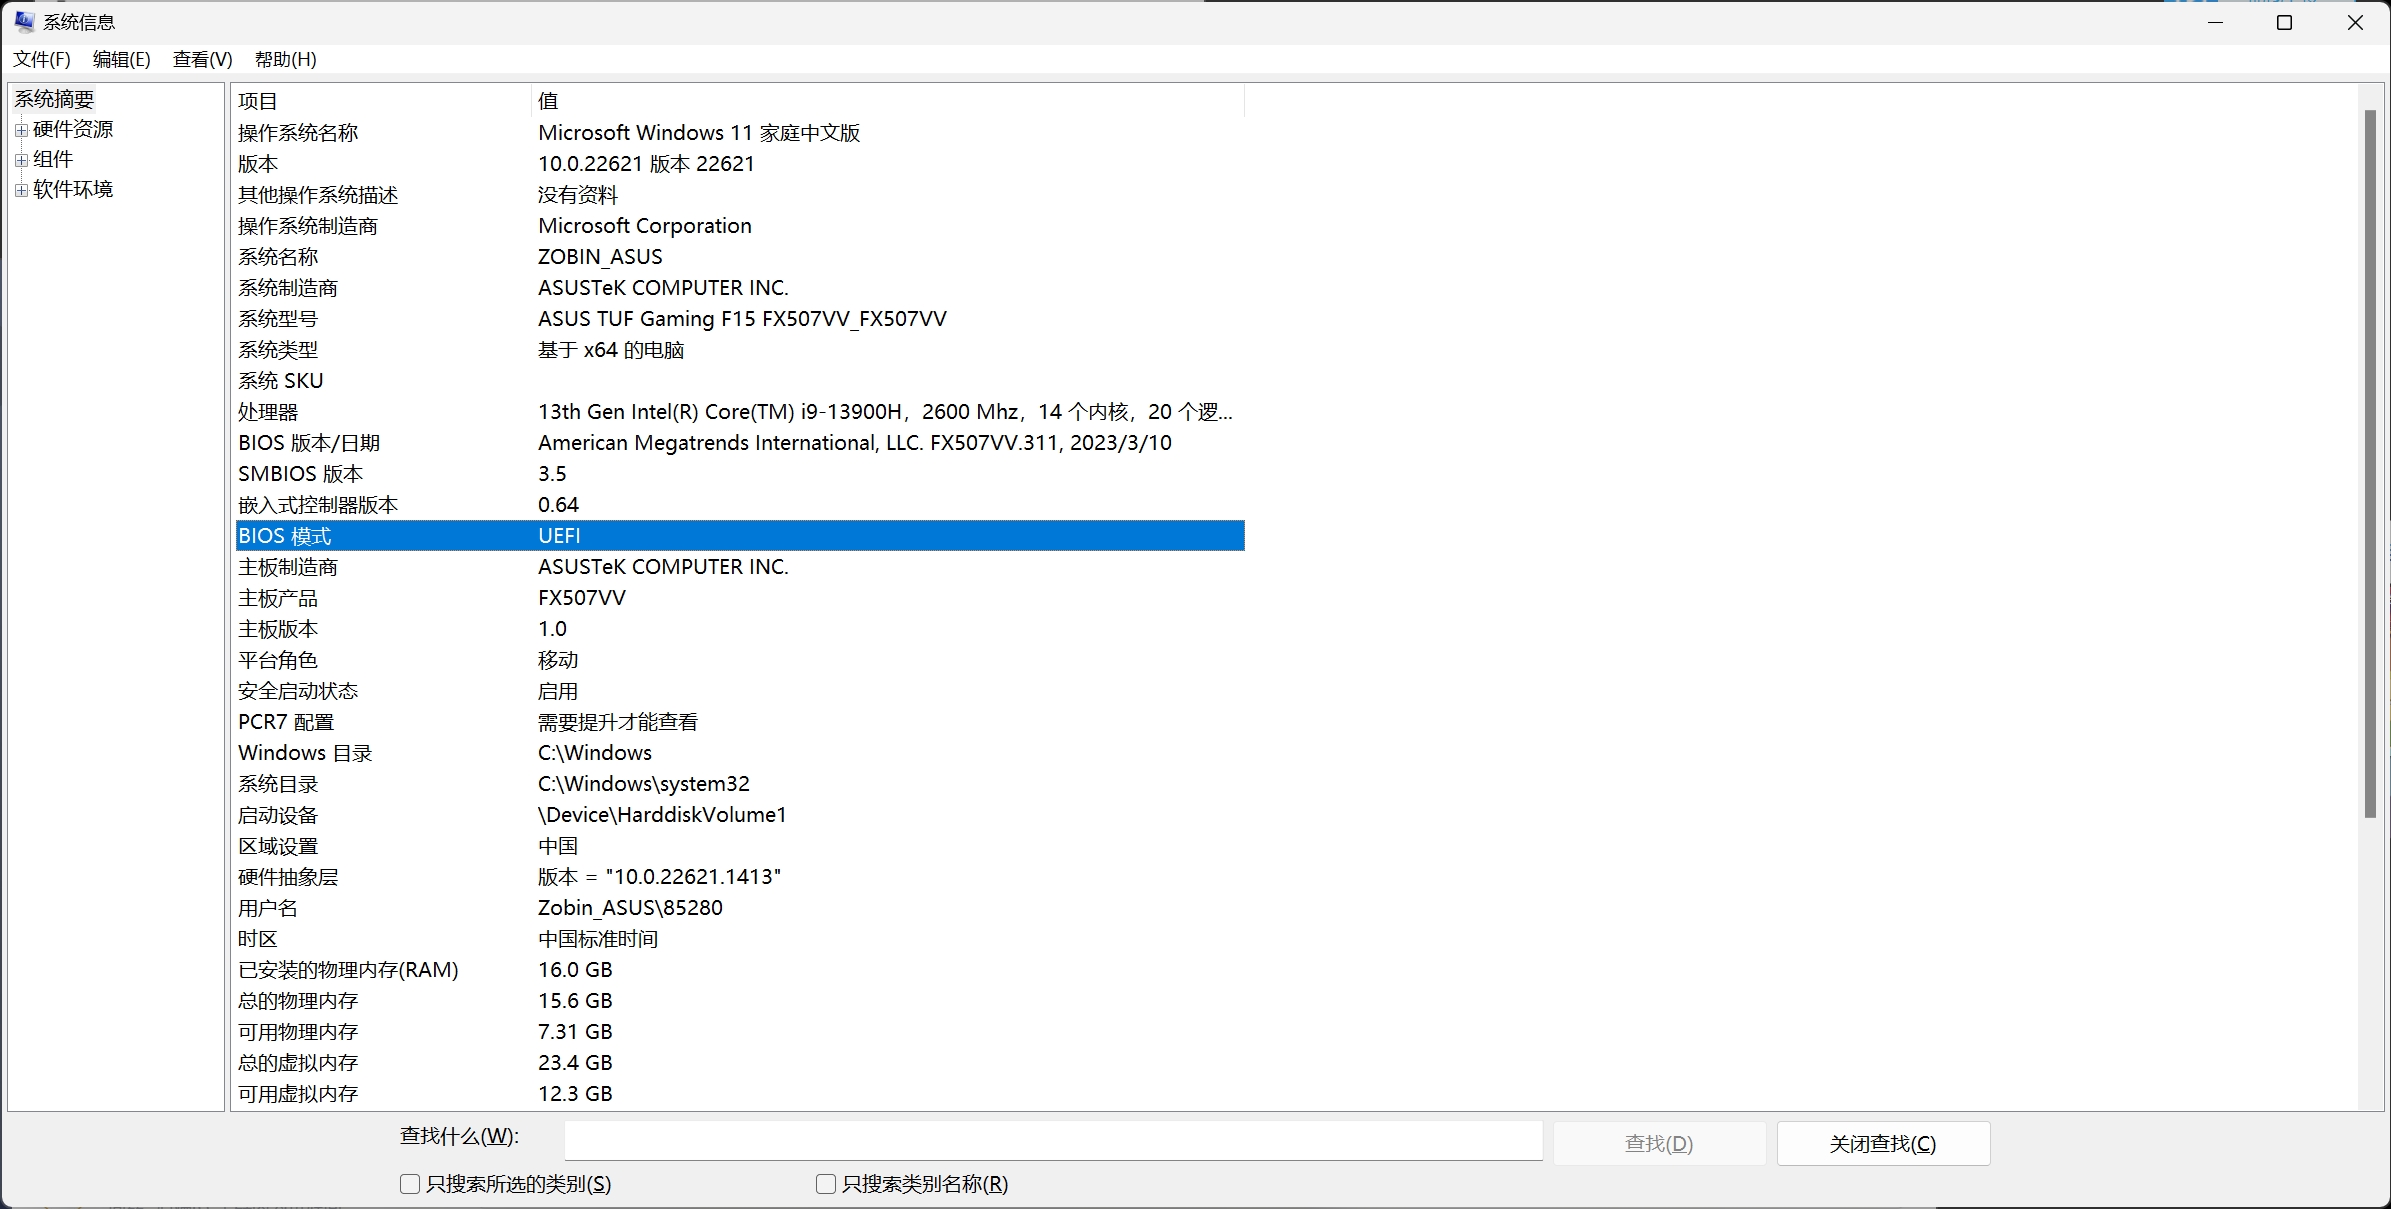 系统信息
文件(F) 编辑(E) 查看(V) 帮助(H)
系统摘要
硬件资源
组件
软件环境
项目 值
操作系统名称 Microsoft Windows 11 家庭中文版
版本 10.0.22621 版本 22621
其他操作系统描述 没有资料
操作系统制造商 Microsoft Corporation
系统名称 ZOBIN_ASUS
系统制造商 ASUSTeK COMPUTER INC.
系统型号 ASUS TUF Gaming F15 FX507VV_FX507VV
系统类型 基于 x64 的电脑
系统 SKU
处理器 13th Gen Intel(R) Core(TM) i9-13900H，2600 Mhz，14 个内核，20 个逻...
BIOS 版本/日期 American Megatrends International, LLC. FX507VV.311, 2023/3/10
SMBIOS 版本 3.5
嵌入式控制器版本 0.64
BIOS 模式 UEFI
主板制造商 ASUSTeK COMPUTER INC.
主板产品 FX507VV
主板版本 1.0
平台角色 移动
安全启动状态 启用
PCR7 配置 需要提升才能查看
Windows 目录 C:\Windows
系统目录 C:\Windows\system32
启动设备 \Device\HarddiskVolume1
区域设置 中国
硬件抽象层 版本 = "10.0.22621.1413"
用户名 Zobin_ASUS\85280
时区 中国标准时间
已安装的物理内存(RAM) 16.0 GB
总的物理内存 15.6 GB
可用物理内存 7.31 GB
总的虚拟内存 23.4 GB
可用虚拟内存 12.3 GB
查找什么(W): 查找(D) 关闭查找(C)
只搜索所选的类别(S) 只搜索类别名称(R)